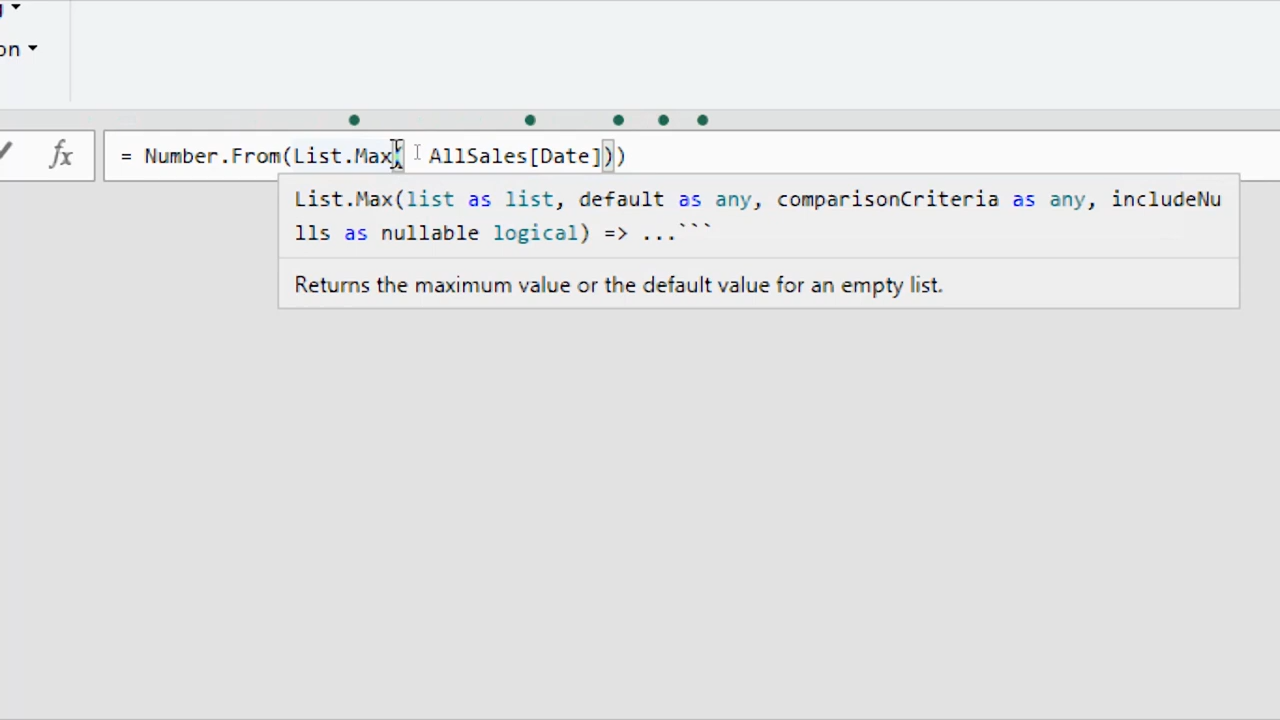 on
fx
= Number.From(List.Max( AllSales[Date]))
List.Max(list as list, default as any, comparisonCriteria as any, includeNu
lls as nullable logical) => ...```
Returns the maximum value or the default value for an empty list.